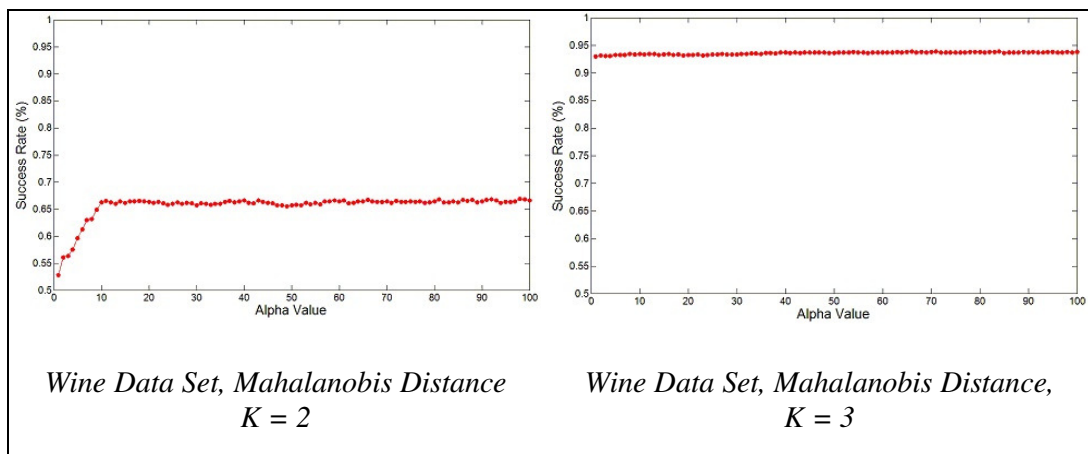 1
0.95
0.9
0.85
0.8
0.75
0.7
0.65
0.6
0.55
0.5
Success Rate (%)
0 10 20 30 40 50 60 70 80 90 100
Alpha Value
Wine Data Set, Mahalanobis Distance
K = 2
1
0.95
0.9
0.85
0.8
0.75
0.7
0.65
0.6
0.55
0.5
Success Rate (%)
0 10 20 30 40 50 60 70 80 90 100
Alpha Value
Wine Data Set, Mahalanobis Distance,
K = 3